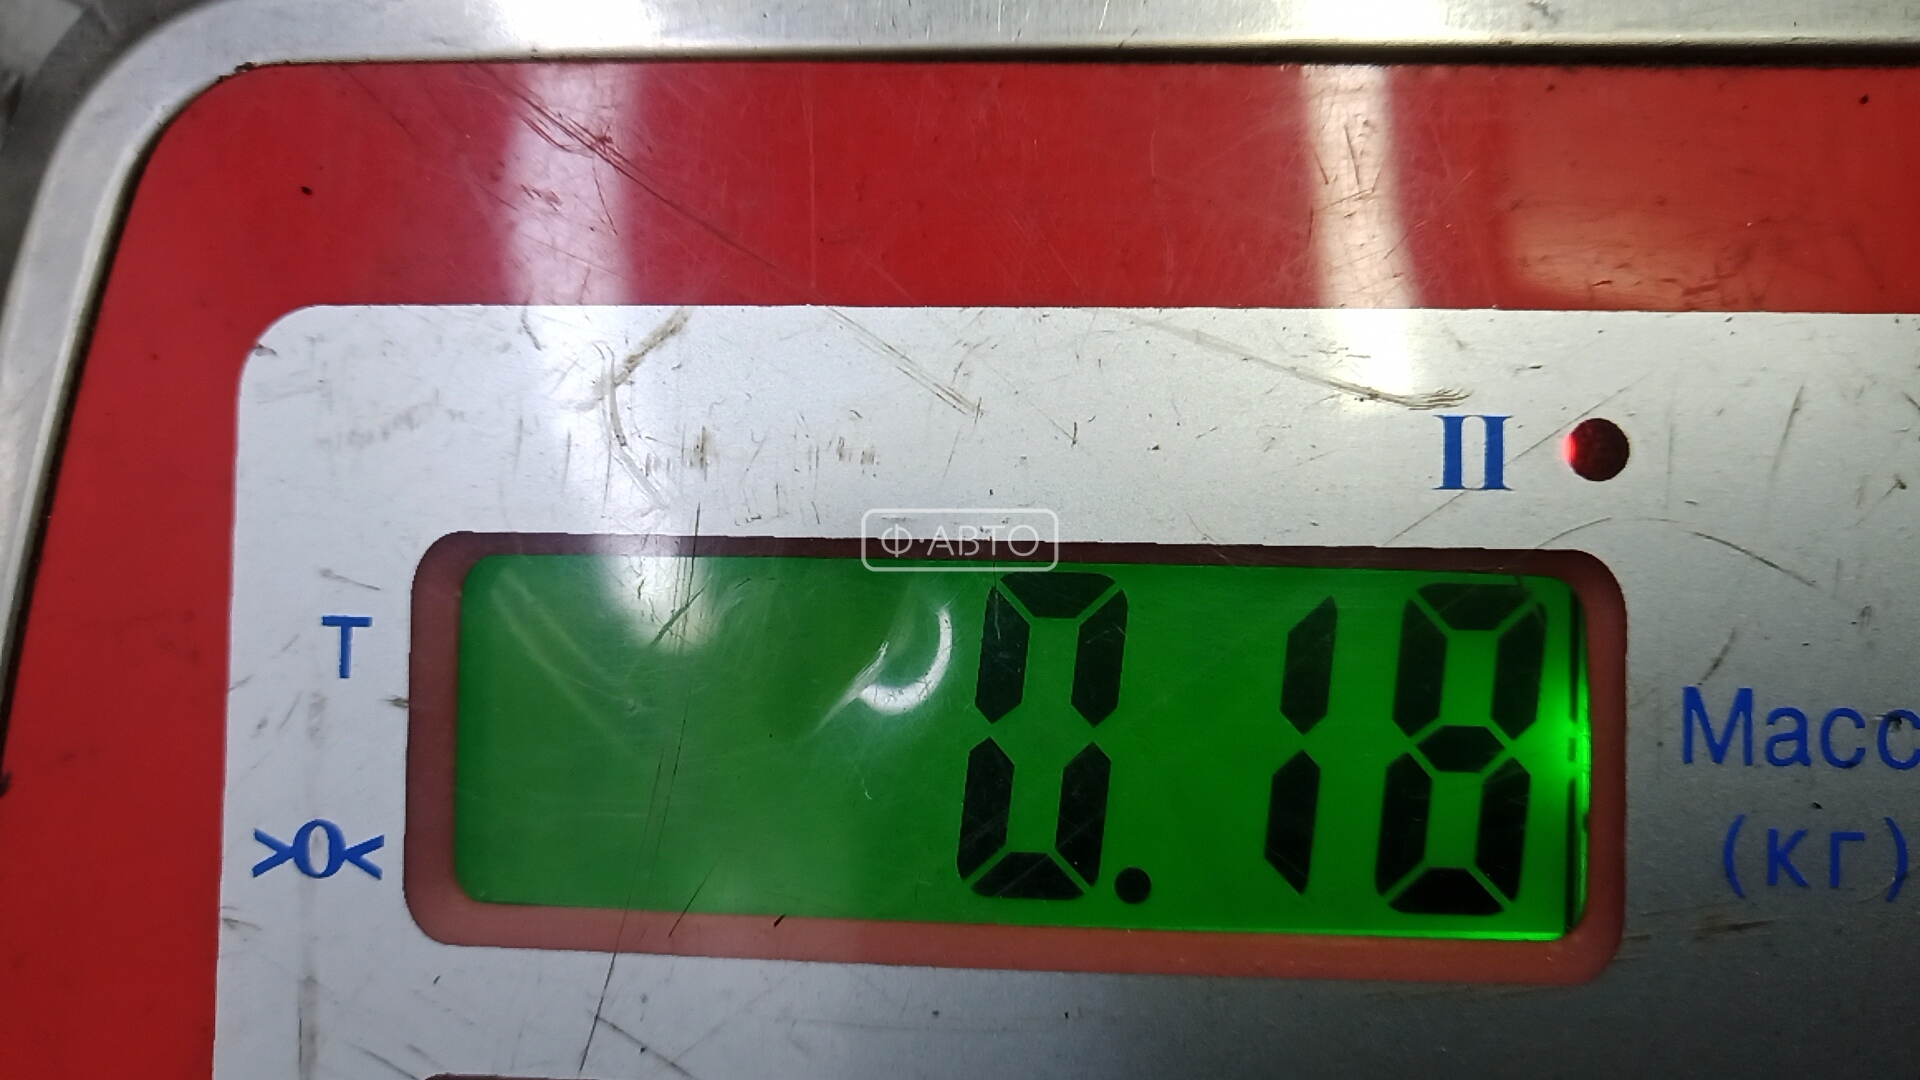 II
Ф·АВТО
T
0.18
Масс
>0<
(кг)